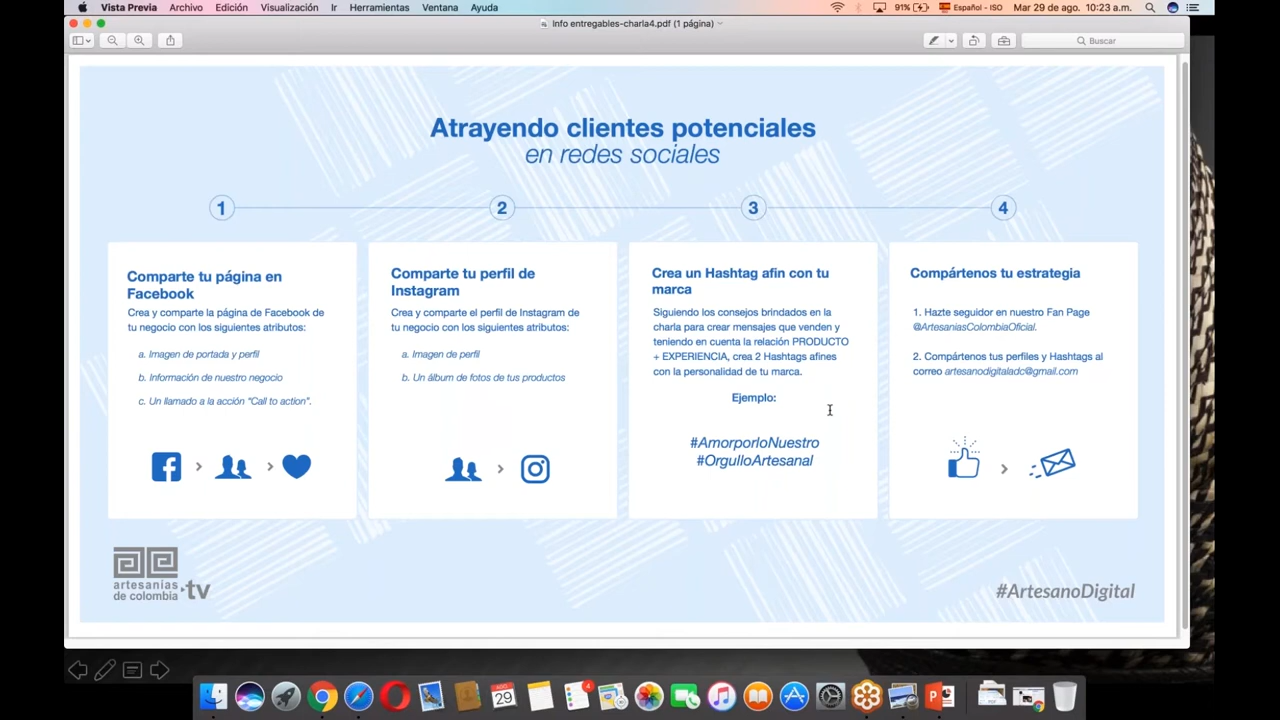 Vista Previa Archivo Edición Visualización Ir Herramientas Ventana Ayuda 91% Español - ISO Mar 29 de ago. 10:23 a.m.
Info entregables-charla4.pdf (1 página)
Buscar
Atrayendo clientes potenciales
en redes sociales
1 2 3 4
Comparte tu página en
Facebook
Crea y comparte la página de Facebook de
tu negocio con los siguientes atributos:
a. Imagen de portada y perfil
b. Información de nuestro negocio
c. Un llamado a la acción “Call to action”.
Comparte tu perfil de
Instagram
Crea y comparte el perfil de Instagram de
tu negocio con los siguientes atributos:
a. Imagen de perfil
b. Un álbum de fotos de tus productos
Crea un Hashtag afin con tu
marca
Siguiendo los consejos brindados en la
charla para crear mensajes que venden y
teniendo en cuenta la relación PRODUCTO
+ EXPERIENCIA, crea 2 Hashtags afines
con la personalidad de tu marca.
Ejemplo:
#AmorporloNuestro
#OrgulloArtesanal
Compártenos tu estrategia
1. Hazte seguidor en nuestro Fan Page
@ArtesaniasColombiaOficial.
2. Compártenos tus perfiles y Hashtags al
correo artesanodigitaladc@gmail.com
artesanías
de colombia tv
#ArtesanoDigital
29
4